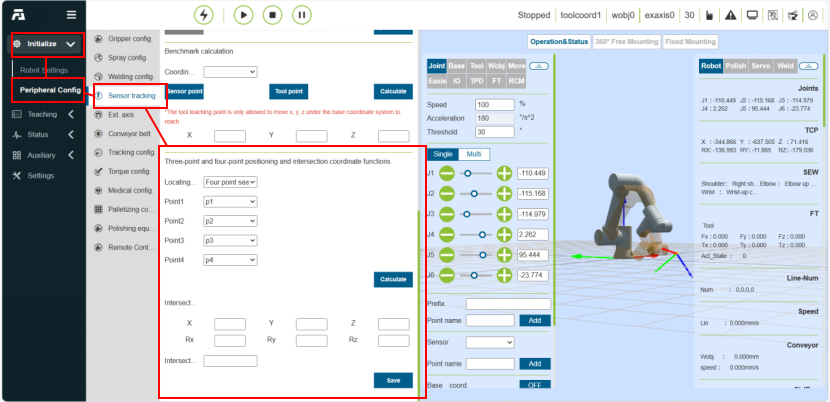 Stopped toolcoord1 wobj0 exaxis0 30
Initialize
Robot Settings
Peripheral Config
Teaching
Status
Auxiliary
Settings
Gripper config.
Spray config.
Welding config.
Sensor tracking
Ext. axis
Conveyor belt
Tracking config.
Torque config.
Medical config.
Palletizing co...
Polishing equ...
Remote Cont...
Benchmark calculation
Coordin...
Sensor point Tool point Calculate
*The tool teaching point is only allowed to move x, y, z under the base coordinate system to
reach
X Y Z
Three-point and four-point positioning and intersection coordinate functions
Locating... Four point see
Point1 p1
Point2 p2
Point3 p3
Point4 p4
Calculate
Intersect...
X Y Z
Rx Ry Rz
Intersect...
Save
Operation&Status 360° Free Mounting Fixed Mounting
Joint Base Tool Wobj Move
Eaxis IO TPD FT RCM
Speed 100 %
Acceleration 180 °/s^2
Threshold 30 °
Single Multi
J1 -110.449
J2 -115.168
J3 -114.979
J4 2.262
J5 95.444
J6 -23.774
Prefix
Point name Add
Sensor
Point name Add
Base coord. OFF
Robot Polish Servo Weld
Joints
J1 : -110.449 J2 : -115.168 J3 : -114.979
J4 : 2.262 J5 : 95.444 J6 : -23.774
TCP
X : -344.866 Y : -637.505 Z : 71.416
RX: -138.993 RY: -11.885 RZ: -179.036
SEW
Shoulder: Right sh... Elbow : Elbow up ...
Wrist : Wrist-up c...
FT
Tool
Fx : 0.000 Fy : 0.000 Fz : 0.000
Tx : 0.000 Ty : 0.000 Tz : 0.000
Act_State : 0
Line-Num
Num : 0,0,0,0
Speed
Lin : 0.000mm/s
Conveyor
Wobj : 0.000mm
speed : 0.000mm/s